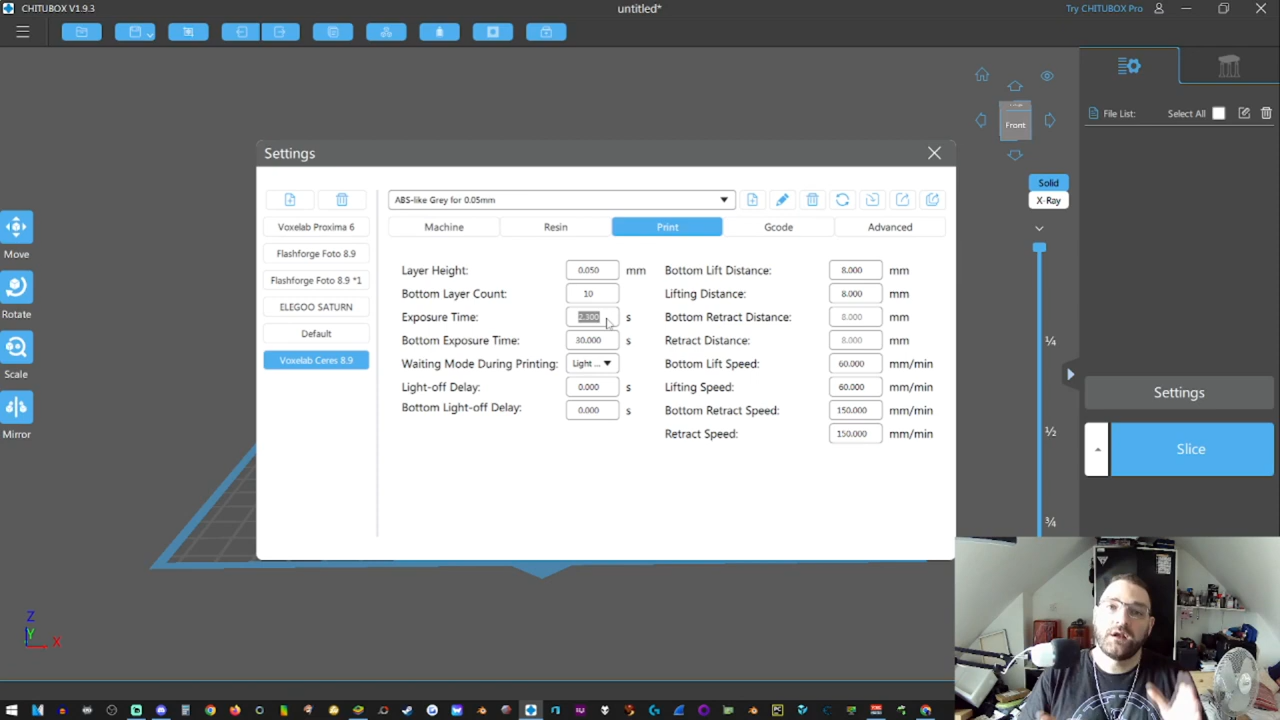 CHITUBOX V1.9.3
untitled*
Try CHITUBOX Pro
File List:
Select All
Front
Solid
X-Ray
Move
Rotate
Scale
Mirror
Settings
ABS-like Grey for 0.05mm
Machine
Resin
Print
Gcode
Advanced
Voxelab Proxima 6
Flashforge Foto 8.9
Flashforge Foto 8.9 *1
ELEGOO SATURN
Default
Voxelab Ceres 8.9
Layer Height: 0.050 mm
Bottom Layer Count: 10
Exposure Time: 2.300 s
Bottom Exposure Time: 30.000 s
Waiting Mode During Printing: Light ...
Light-off Delay: 0.000 s
Bottom Light-off Delay: 0.000 s
Bottom Lift Distance: 8.000 mm
Lifting Distance: 8.000 mm
Bottom Retract Distance: 8.000 mm
Retract Distance: 8.000 mm
Bottom Lift Speed: 60.000 mm/min
Lifting Speed: 60.000 mm/min
Bottom Retract Speed: 150.000 mm/min
Retract Speed: 150.000 mm/min
¼
½
¾
Settings
Slice
Z
Y
X